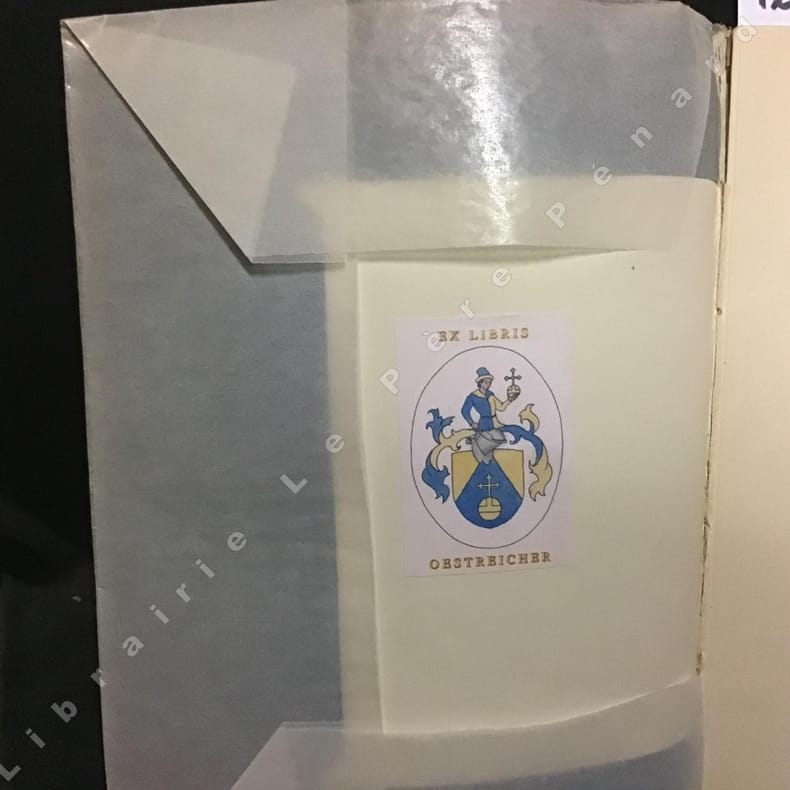 EX LIBRIS
OESTREICHER
Librairie Le Père Pénard